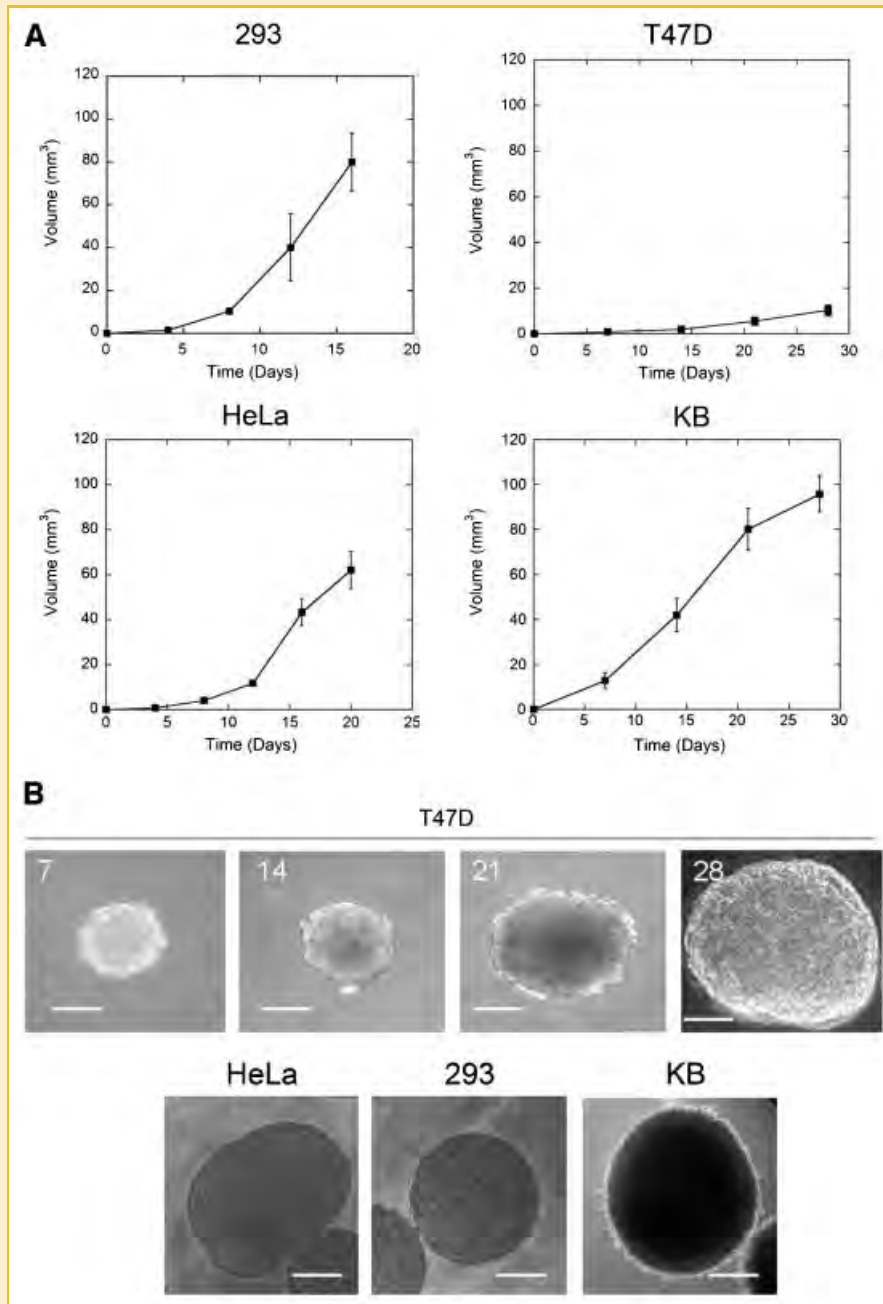 A
293
120
100
80
60
40
20
0
Volume (mm³)
0 5 10 15 20
Time (Days)
T47D
120
100
80
60
40
20
0
Volume (mm³)
0 5 10 15 20 25 30
Time (Days)
HeLa
120
100
80
60
40
20
0
Volume (mm³)
0 5 10 15 20 25
Time (Days)
KB
120
100
80
60
40
20
0
Volume (mm³)
0 5 10 15 20 25 30
Time (Days)
B
T47D
7 14 21 28
HeLa 293 KB